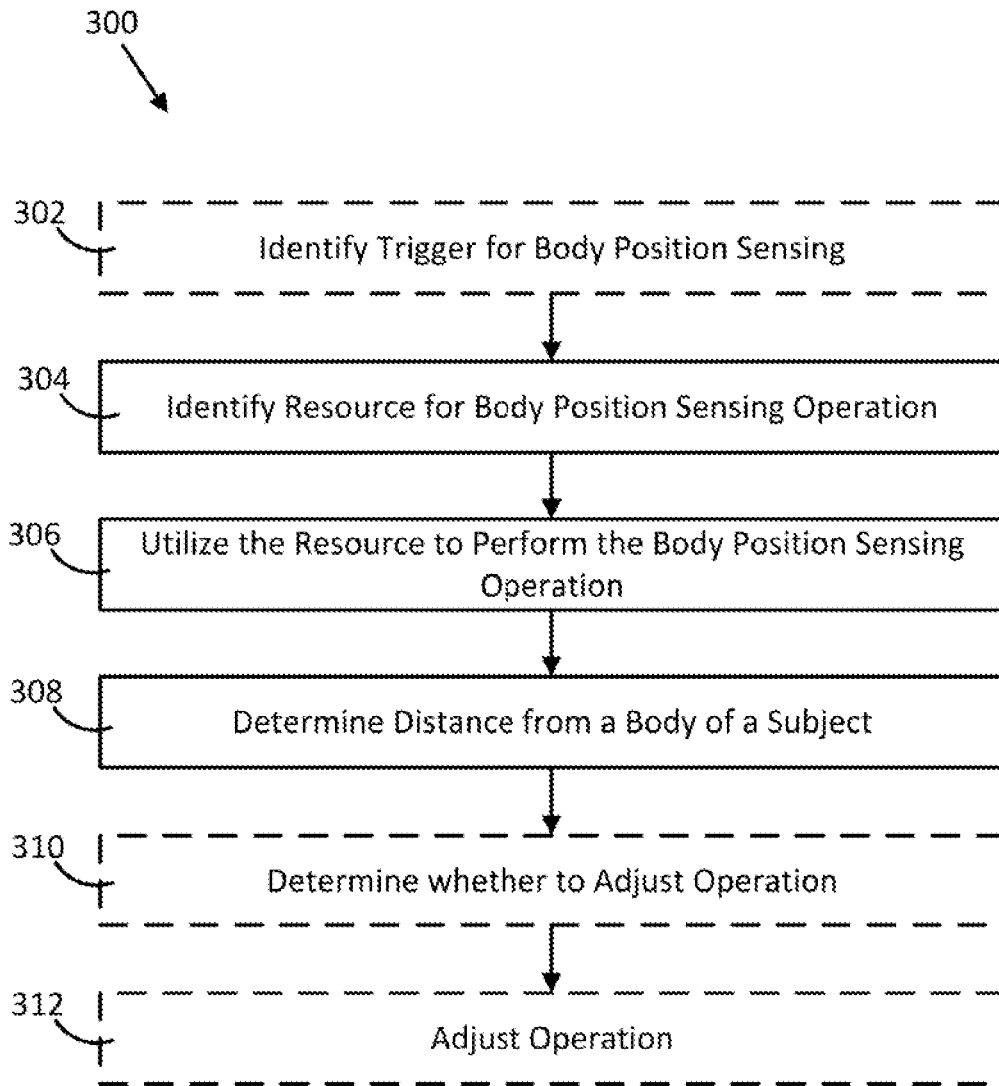 300
302
Identify Trigger for Body Position Sensing
304
Identify Resource for Body Position Sensing Operation
306
Utilize the Resource to Perform the Body Position Sensing
Operation
308
Determine Distance from a Body of a Subject
310
Determine whether to Adjust Operation
312
Adjust Operation